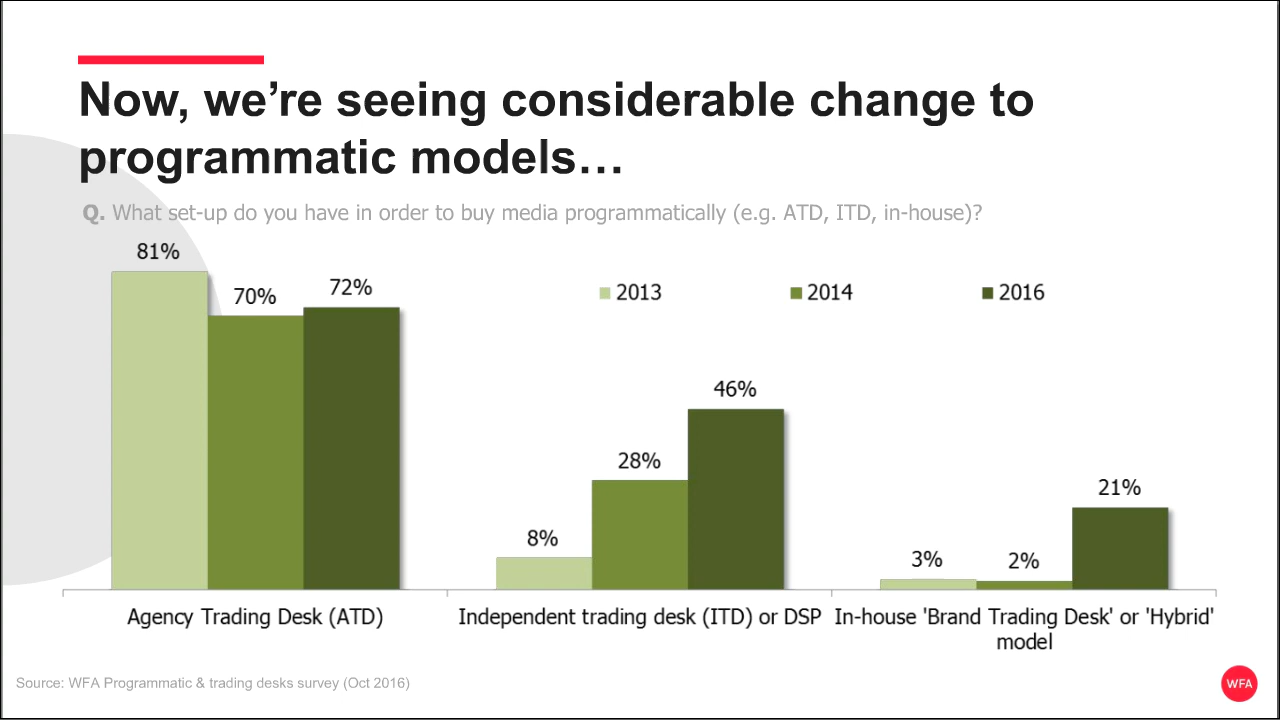 Now, we’re seeing considerable change to
programmatic models…
Q. What set-up do you have in order to buy media programmatically (e.g. ATD, ITD, in-house)?
81%
70%
72%
2013
2014
2016
8%
28%
46%
3%
2%
21%
Agency Trading Desk (ATD)
Independent trading desk (ITD) or DSP
In-house 'Brand Trading Desk' or 'Hybrid'
model
Source: WFA Programmatic & trading desks survey (Oct 2016)
WFA